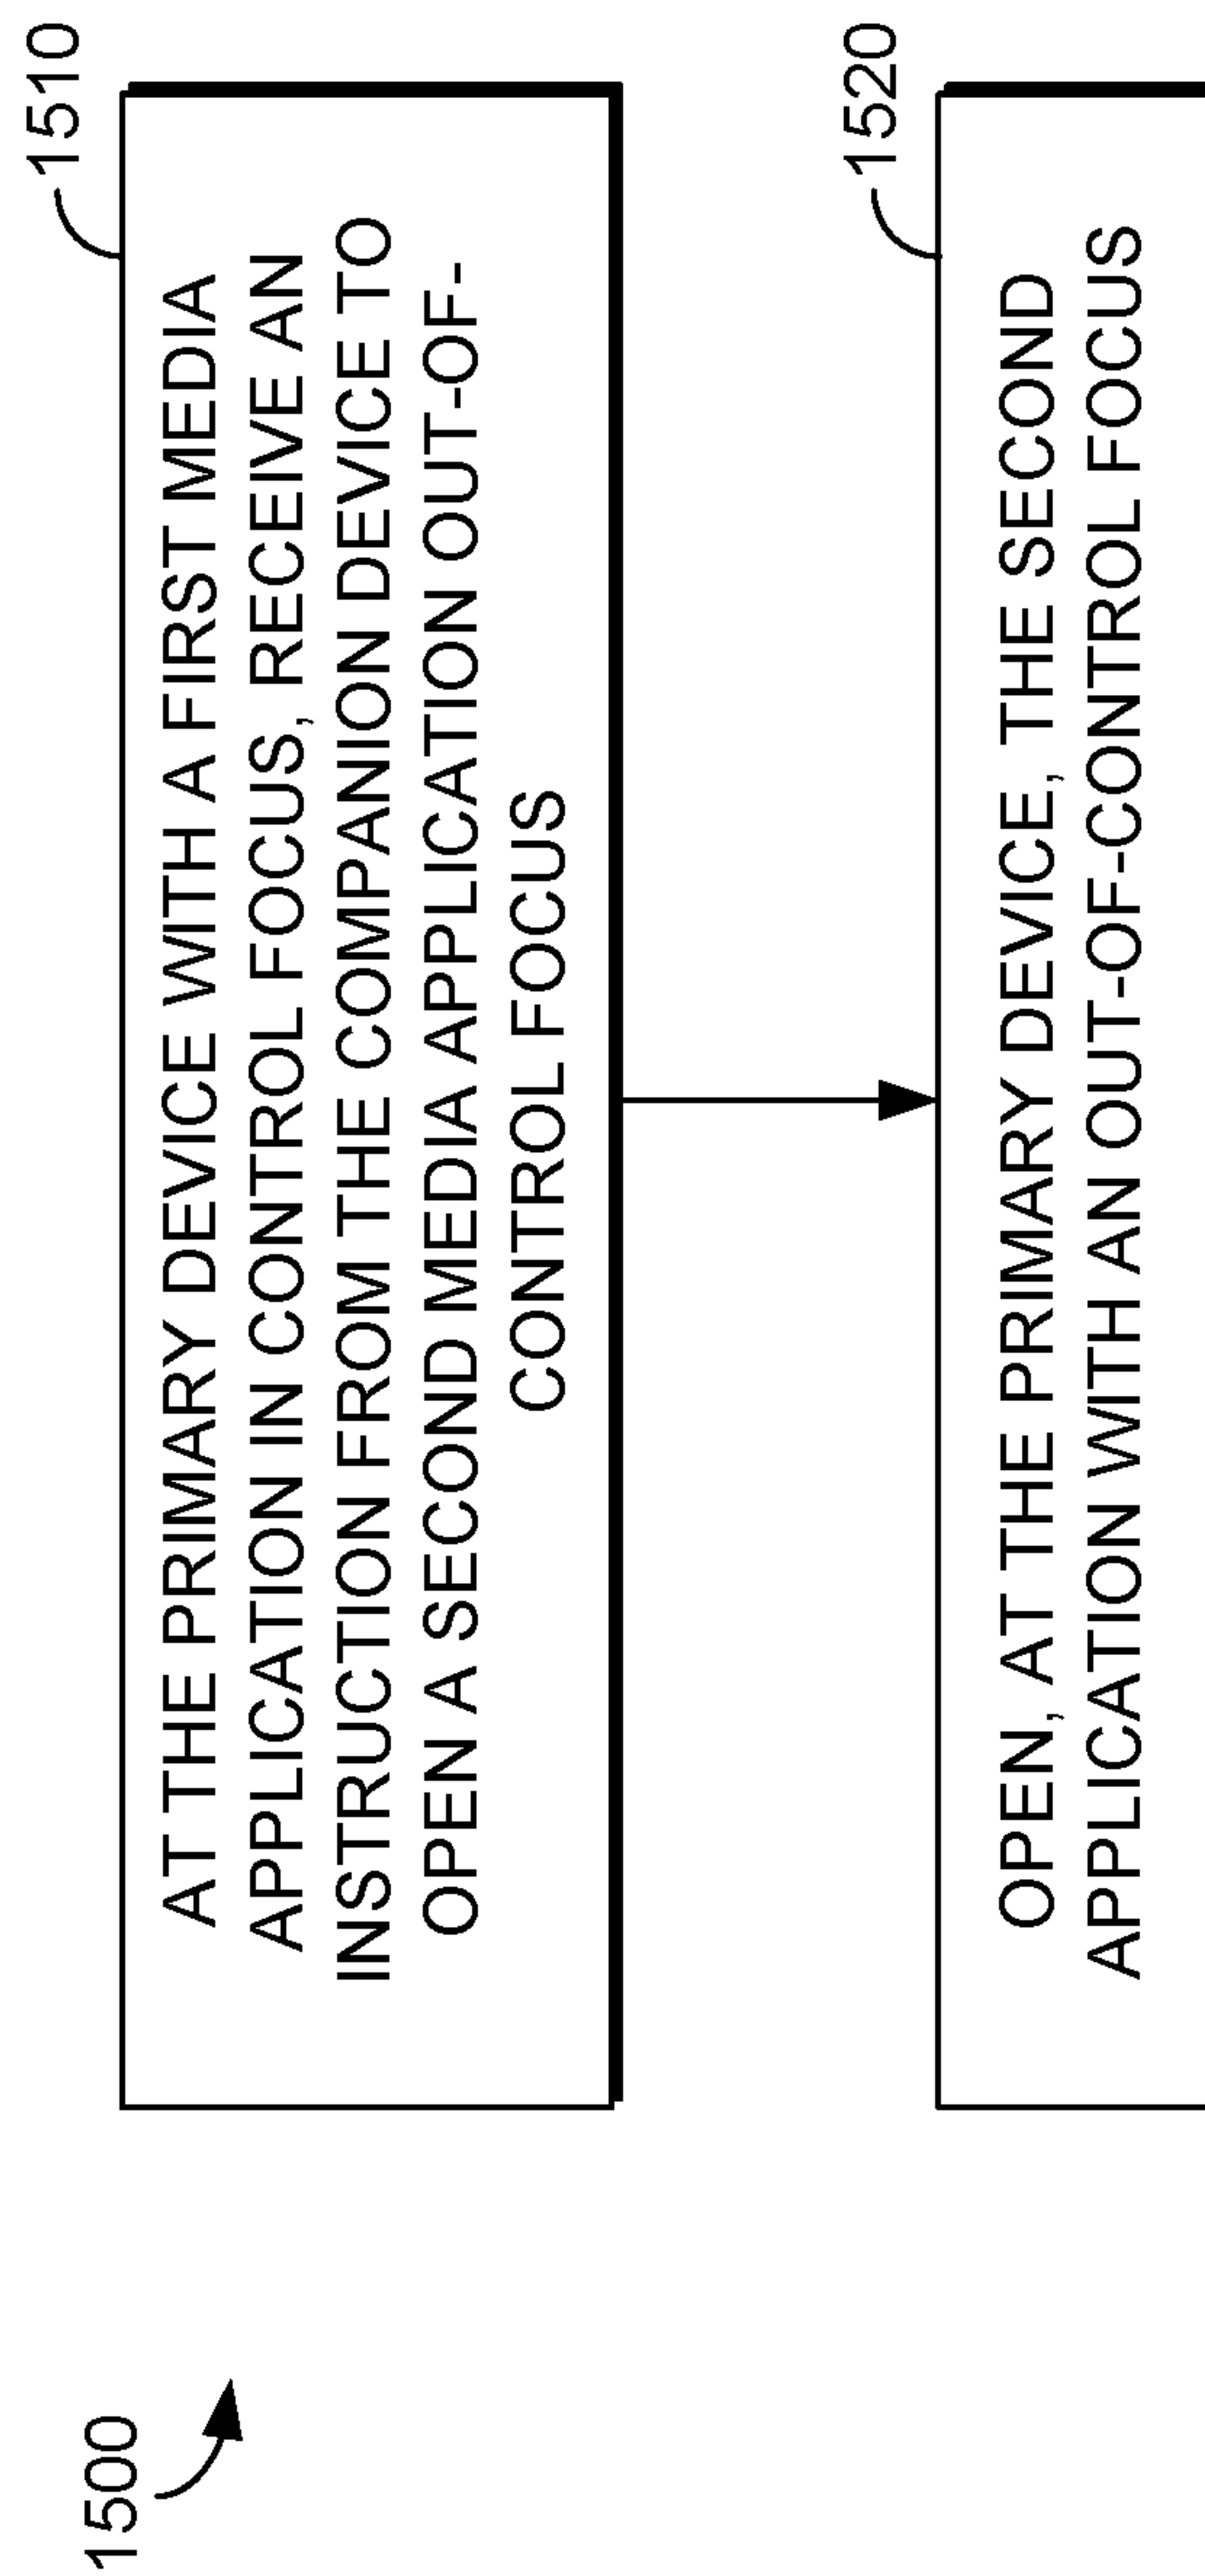 1500
1510
AT THE PRIMARY DEVICE WITH A FIRST MEDIA
APPLICATION IN CONTROL FOCUS, RECEIVE AN
INSTRUCTION FROM THE COMPANION DEVICE TO
OPEN A SECOND MEDIA APPLICATION OUT-OF-
CONTROL FOCUS
1520
OPEN, AT THE PRIMARY DEVICE, THE SECOND
APPLICATION WITH AN OUT-OF-CONTROL FOCUS